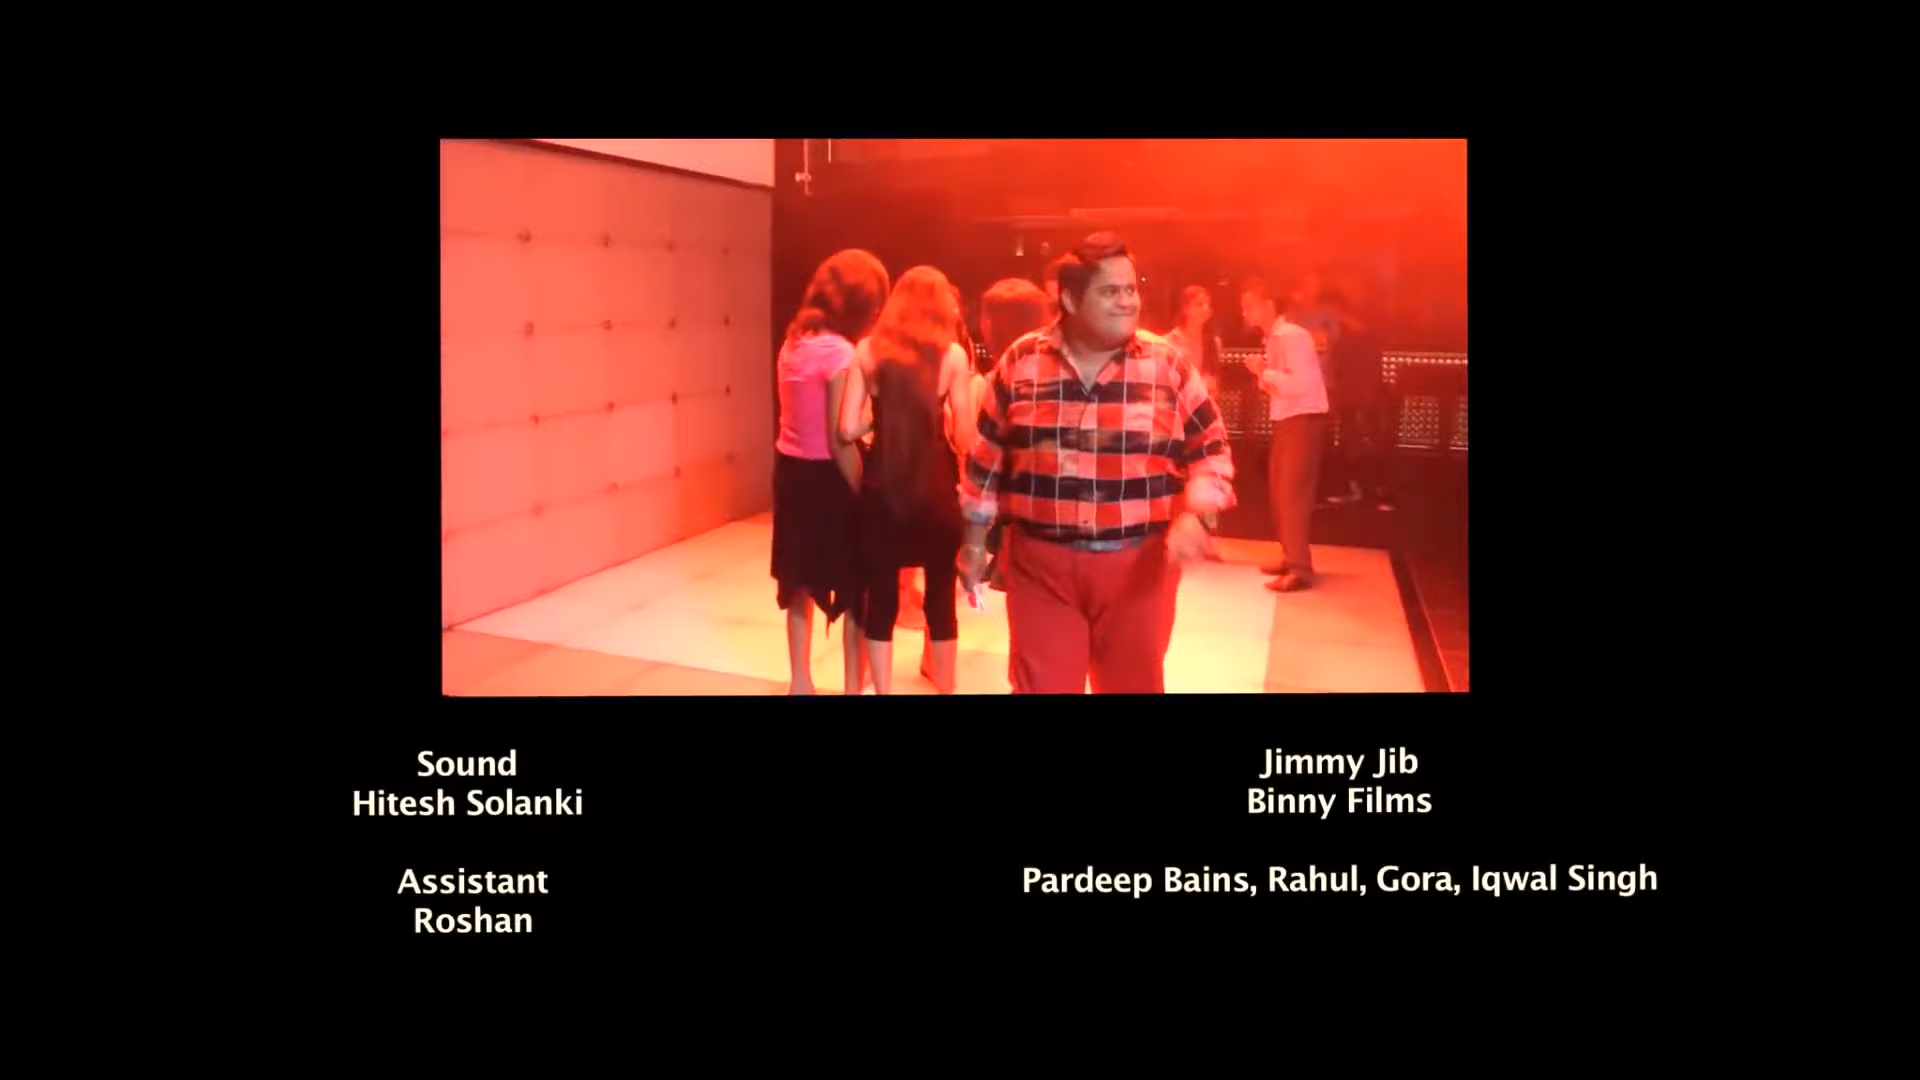 Sound
Hitesh Solanki
Assistant
Roshan
Jimmy Jib
Binny Films
Pardeep Bains, Rahul, Gora, Iqwal Singh